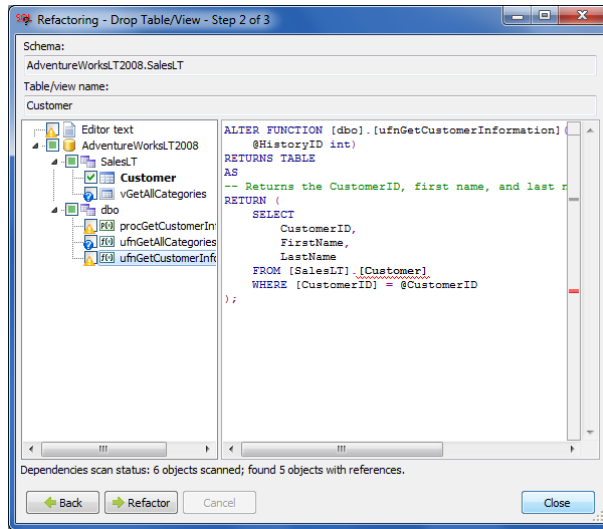 Refactoring - Drop Table/View - Step 2 of 3
Schema:
AdventureWorksLT2008.SalesLT
Table/view name:
Customer
Editor text
AdventureWorksLT2008
SalesLT
Customer
vGetAllCategories
dbo
procGetCustomerIn
ufnGetAllCategories
ufnGetCustomerInfo
ALTER FUNCTION [dbo].[ufnGetCustomerInformation](
@HistoryID int)
RETURNS TABLE
AS
-- Returns the CustomerID, first name, and last n
RETURN (
SELECT
CustomerID,
FirstName,
LastName
FROM [SalesLT].[Customer]
WHERE [CustomerID] = @CustomerID
);
Dependencies scan status: 6 objects scanned; found 5 objects with references.
Back
Refactor
Cancel
Close